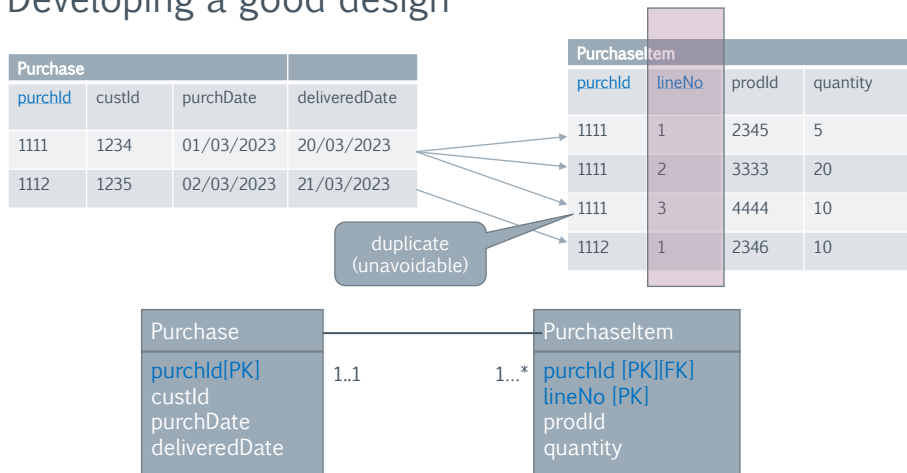 Developing a good design
Purchase
purchId custId purchDate deliveredDate
1111 1234 01/03/2023 20/03/2023
1112 1235 02/03/2023 21/03/2023
PurchaseItem
purchId lineNo prodId quantity
1111 1 2345 5
1111 2 3333 20
1111 3 4444 10
1112 1 2346 10
duplicate
(unavoidable)
Purchase
purchId[PK]
custId
purchDate
deliveredDate
1..1
1...*
PurchaseItem
purchId [PK][FK]
lineNo [PK]
prodId
quantity